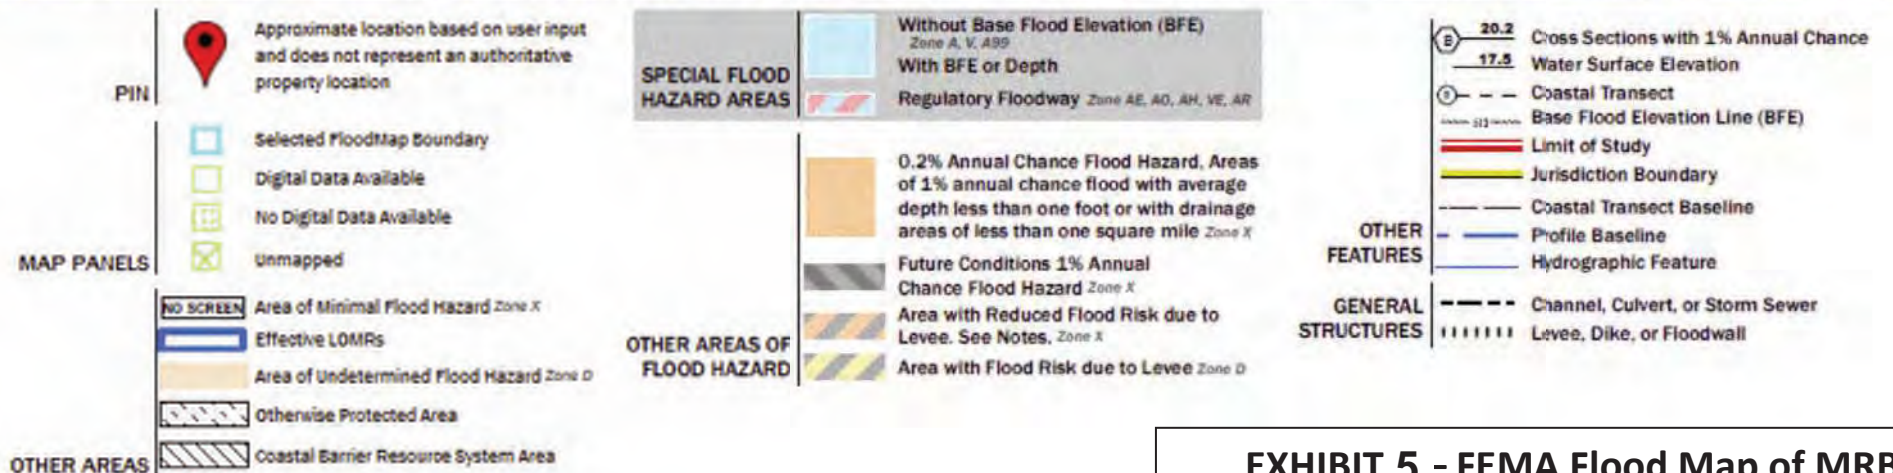 PIN
Approximate location based on user input
and does not represent an authoritative
property location
MAP PANELS
Selected FloodMap Boundary
Digital Data Available
No Digital Data Available
Unmapped
OTHER AREAS
NO SCREEN Area of Minimal Flood Hazard Zone X
Effective LOMRs
Area of Undetermined Flood Hazard Zone D
Otherwise Protected Area
Coastal Barrier Resource System Area
SPECIAL FLOOD
HAZARD AREAS
Without Base Flood Elevation (BFE)
Zone A, V, A99
With BFE or Depth
Regulatory Floodway Zone AE, AO, AH, VE, AR
OTHER AREAS OF
FLOOD HAZARD
0.2% Annual Chance Flood Hazard, Areas
of 1% annual chance flood with average
depth less than one foot or with drainage
areas of less than one square mile Zone X
Future Conditions 1% Annual
Chance Flood Hazard Zone X
Area with Reduced Flood Risk due to
Levee. See Notes. Zone X
Area with Flood Risk due to Levee Zone D
OTHER
FEATURES
B 20.2 Cross Sections with 1% Annual Chance
17.5 Water Surface Elevation
8 Coastal Transect
513 Base Flood Elevation Line (BFE)
Limit of Study
Jurisdiction Boundary
Coastal Transect Baseline
Profile Baseline
Hydrographic Feature
GENERAL
STRUCTURES
Channel, Culvert, or Storm Sewer
Levee, Dike, or Floodwall
EXHIBIT 5 - FEMA Flood Map of MRB